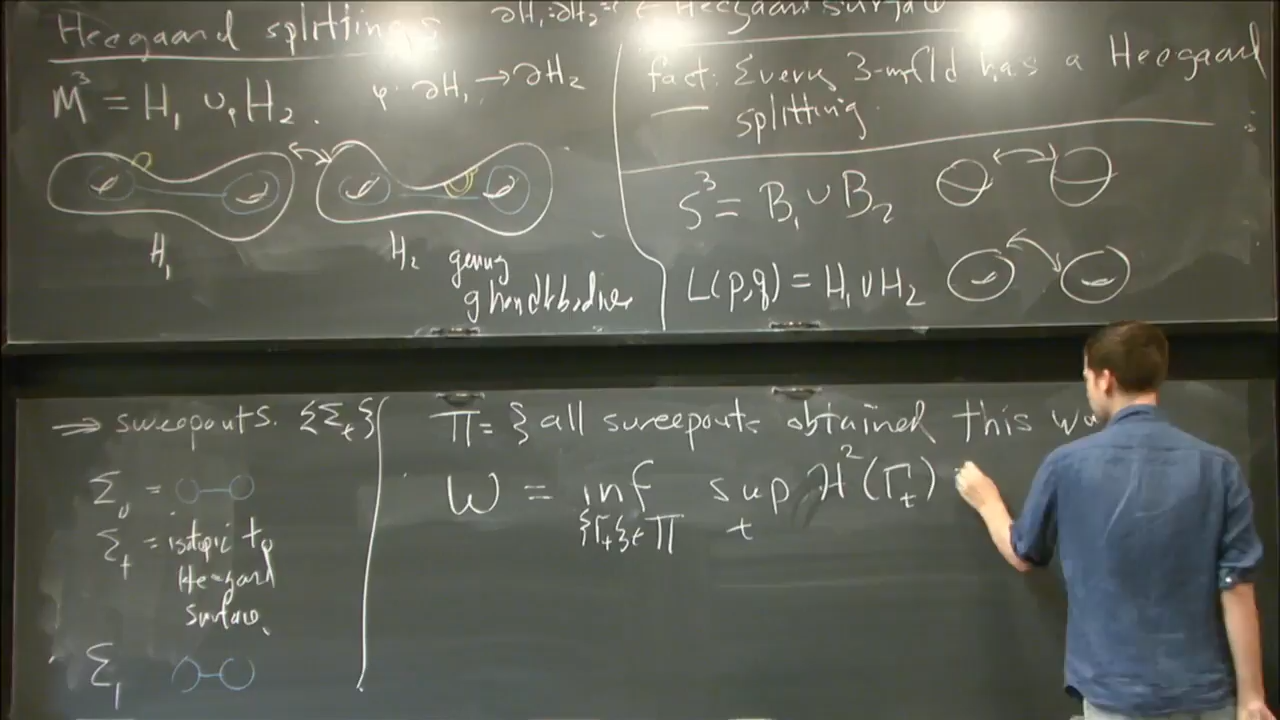 Heegaard splittings
∂H₁ ≅ ∂H₂ = ← Heegaard surface
M³ = H₁ ∪φ H₂.
φ: ∂H₁ → ∂H₂
H₁
H₂
genus
g handlebodies
fact: Every 3-mfld has a Heegaard
splitting.
S³ = B₁ ∪ B₂
L(p,q) = H₁ ∪ H₂
⇒ sweepouts. {Σₜ}
Σ₀ =
Σₜ = isotopic to
Heegaard
surface.
Σ₁
Π = { all sweepouts obtained this wa
W = inf sup H²(Γₜ)
{Γₜ} ∈ Π t